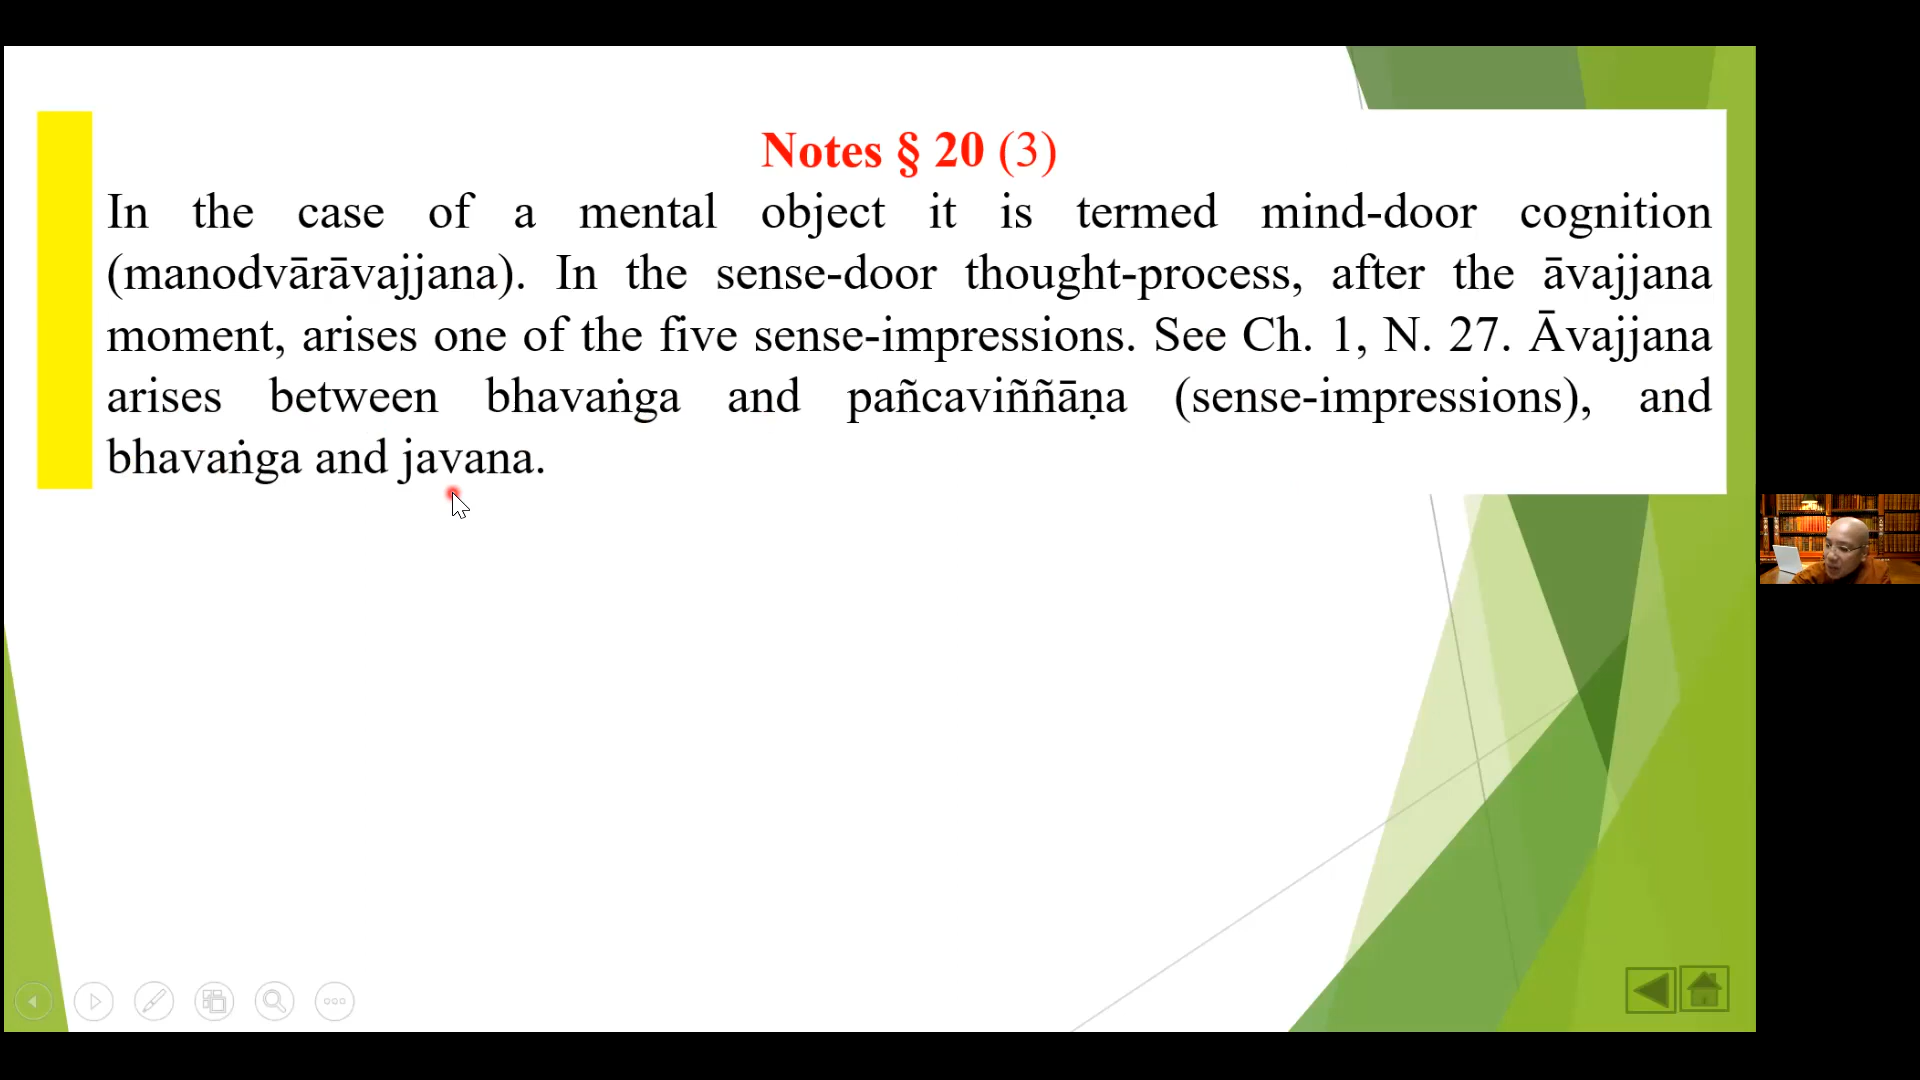 Notes § 20 (3)
In the case of a mental object it is termed mind-door cognition
(manodvārāvajjana). In the sense-door thought-process, after the āvajjana
moment, arises one of the five sense-impressions. See Ch. 1, N. 27. Āvajjana
arises between bhavaṅga and pañcaviññāṇa (sense-impressions), and
bhavaṅga and javana.